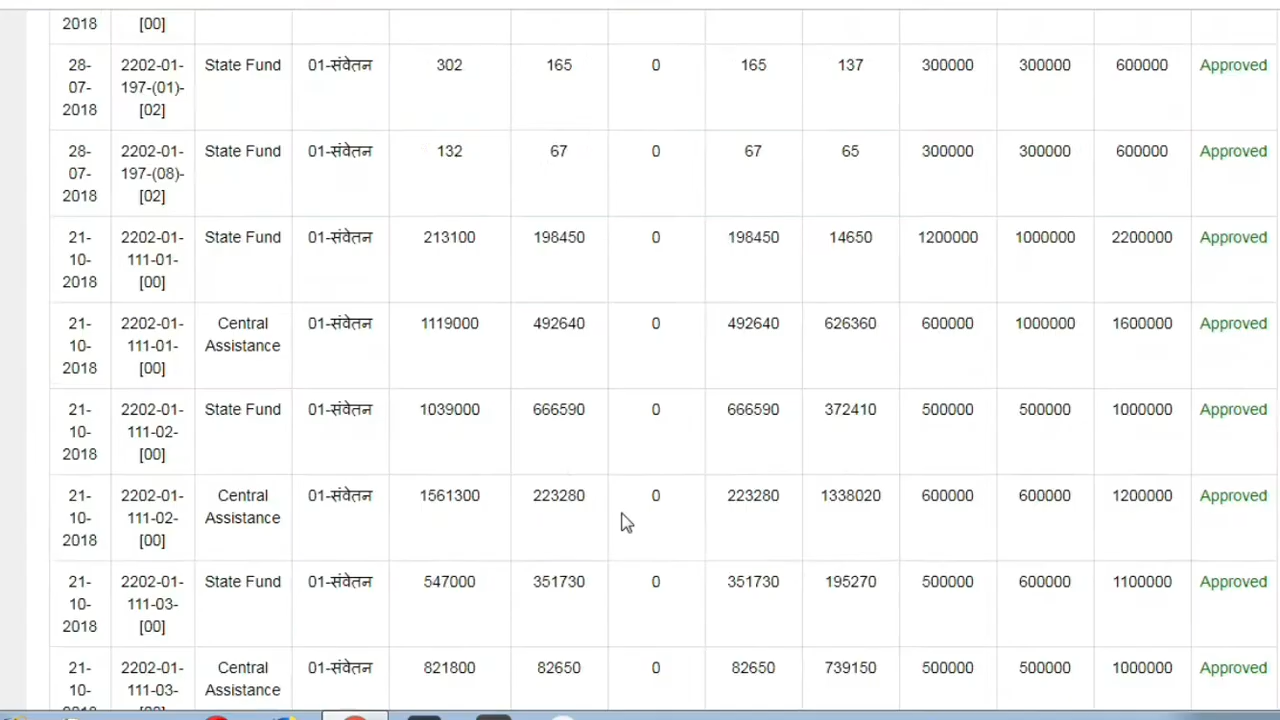 2018 [00]
28- 2202-01- State Fund 01-संवेतन 302 165 0 165 137 300000 300000 600000 Approved
07- 197-(01)-
2018 [02]
28- 2202-01- State Fund 01-संवेतन 132 67 0 67 65 300000 300000 600000 Approved
07- 197-(08)-
2018 [02]
21- 2202-01- State Fund 01-संवेतन 213100 198450 0 198450 14650 1200000 1000000 2200000 Approved
10- 111-01-
2018 [00]
21- 2202-01- Central 01-संवेतन 1119000 492640 0 492640 626360 600000 1000000 1600000 Approved
10- 111-01- Assistance
2018 [00]
21- 2202-01- State Fund 01-संवेतन 1039000 666590 0 666590 372410 500000 500000 1000000 Approved
10- 111-02-
2018 [00]
21- 2202-01- Central 01-संवेतन 1561300 223280 0 223280 1338020 600000 600000 1200000 Approved
10- 111-02- Assistance
2018 [00]
21- 2202-01- State Fund 01-संवेतन 547000 351730 0 351730 195270 500000 600000 1100000 Approved
10- 111-03-
2018 [00]
21- 2202-01- Central 01-संवेतन 821800 82650 0 82650 739150 500000 500000 1000000 Approved
10- 111-03- Assistance